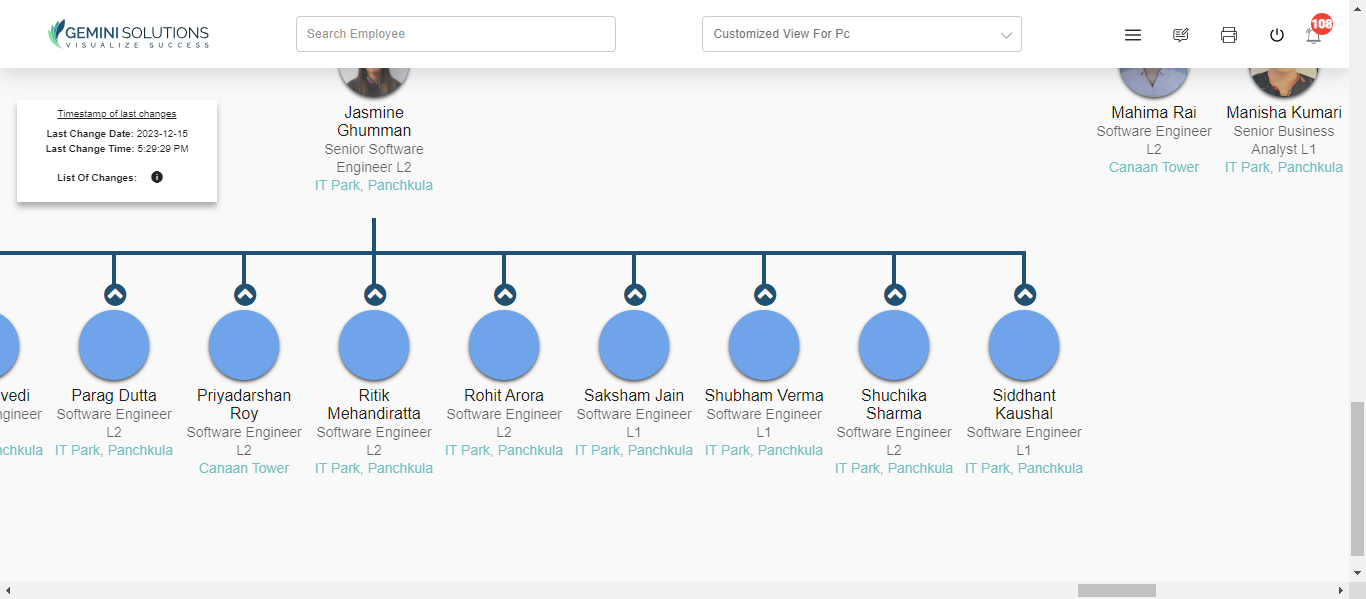 GEMINI SOLUTIONS
VISUALIZE SUCCESS
Search Employee
Customized View For Pc
108
Timestamp of last changes
Last Change Date: 2023-12-15
Last Change Time: 5:29:29 PM
List Of Changes:
Jasmine
Ghumman
Senior Software
Engineer L2
IT Park, Panchkula
Mahima Rai
Software Engineer
L2
Canaan Tower
Manisha Kumari
Senior Business
Analyst L1
IT Park, Panchkula
vedi
ngineer
nchkula
Parag Dutta
Software Engineer
L2
IT Park, Panchkula
Priyadarshan
Roy
Software Engineer
L2
Canaan Tower
Ritik
Mehandiratta
Software Engineer
L2
IT Park, Panchkula
Rohit Arora
Software Engineer
L2
IT Park, Panchkula
Saksham Jain
Software Engineer
L1
IT Park, Panchkula
Shubham Verma
Software Engineer
L1
IT Park, Panchkula
Shuchika
Sharma
Software Engineer
L2
IT Park, Panchkula
Siddhant
Kaushal
Software Engineer
L1
IT Park, Panchkula